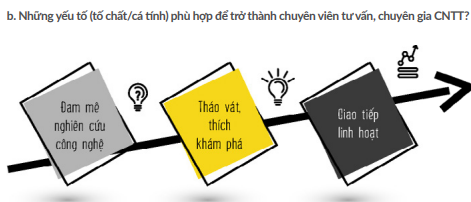 b. Những yếu tố (tố chất/cá tính) phù hợp để trở thành chuyên viên tư vấn, chuyên gia CNTT?
Đam mê
nghiên cứu
công nghệ
Tháo vát,
thích
khám phá
Giao tiếp
linh hoạt